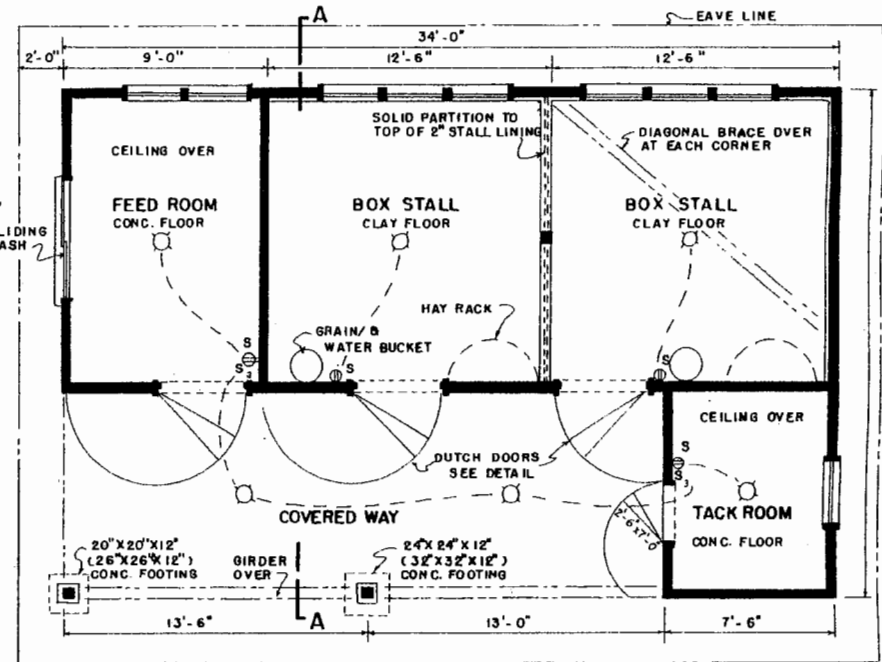 A
EAVE LINE
34'-0"
2'-0"
9'-0"
12'-6"
12'-6"
SOLID PARTITION TO
TOP OF 2" STALL LINING
DIAGONAL BRACE OVER
AT EACH CORNER
CEILING OVER
FEED ROOM
CONC. FLOOR
BOX STALL
CLAY FLOOR
BOX STALL
CLAY FLOOR
LIDING
ASH
HAY RACK
GRAIN/&
WATER BUCKET
S
S3
S
S
CEILING OVER
DUTCH DOORS
SEE DETAIL
S
S3
TACK ROOM
CONC. FLOOR
2'-6"X7'-0"
COVERED WAY
20"X20"X12"
(26"X26"X12")
CONC. FOOTING
GIRDER
OVER
24"X 24"X 12"
(32"X32"X12")
CONC. FOOTING
A
13'-6"
13'-0"
7'-6"